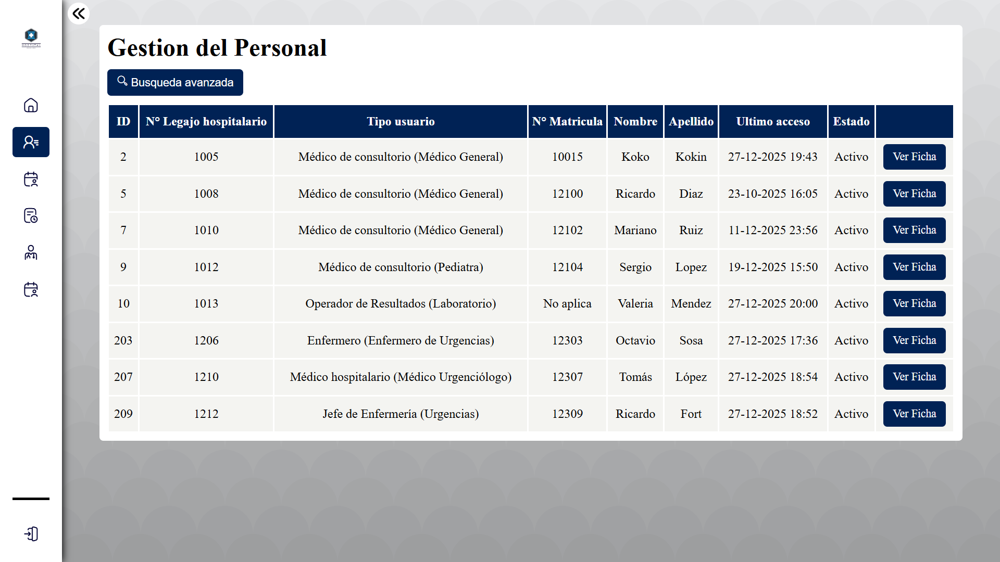 HOSPITAL
Gestion del Personal
Busqueda avanzada
ID N° Legajo hospitalario Tipo usuario N° Matricula Nombre Apellido Ultimo acceso Estado
2 1005 Médico de consultorio (Médico General) 10015 Koko Kokin 27-12-2025 19:43 Activo Ver Ficha
5 1008 Médico de consultorio (Médico General) 12100 Ricardo Diaz 23-10-2025 16:05 Activo Ver Ficha
7 1010 Médico de consultorio (Médico General) 12102 Mariano Ruiz 11-12-2025 23:56 Activo Ver Ficha
9 1012 Médico de consultorio (Pediatra) 12104 Sergio Lopez 19-12-2025 15:50 Activo Ver Ficha
10 1013 Operador de Resultados (Laboratorio) No aplica Valeria Mendez 27-12-2025 20:00 Activo Ver Ficha
203 1206 Enfermero (Enfermero de Urgencias) 12303 Octavio Sosa 27-12-2025 17:36 Activo Ver Ficha
207 1210 Médico hospitalario (Médico Urgenciólogo) 12307 Tomás López 27-12-2025 18:54 Activo Ver Ficha
209 1212 Jefe de Enfermería (Urgencias) 12309 Ricardo Fort 27-12-2025 18:52 Activo Ver Ficha